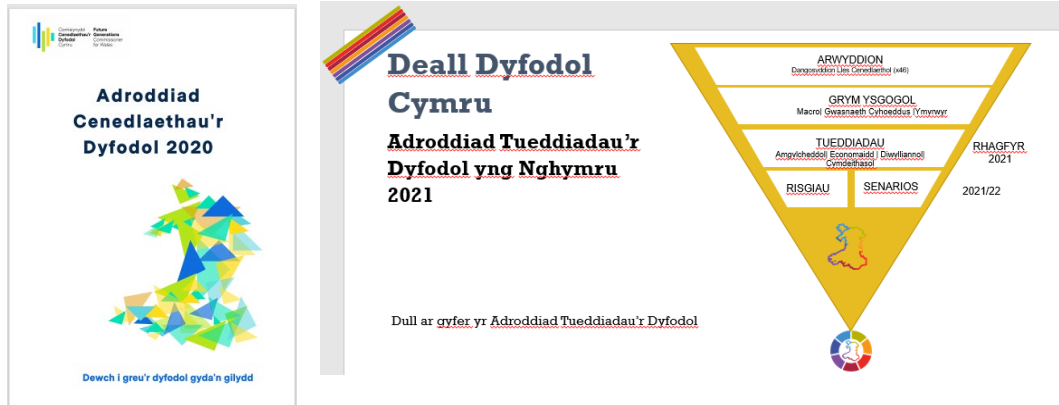 Comisiynydd
Cenedlaethau'r
Dyfodol
Cymru
Future
Generations
Commissioner
for Wales
Adroddiad
Cenedlaethau'r
Dyfodol 2020
Dewch i greu'r dyfodol gyda'n gilydd
Deall Dyfodol
Cymru
Adroddiad Tueddiadau'r
Dyfodol yng Nghymru
2021
Dull ar gyfer yr Adroddiad Tueddiadau'r Dyfodol
ARWYDDION
Dangosyddion Lles Cenedlaethol (x46)
GRYM YSGOGOL
Macro| Gwasnaeth Cyhoeddus |Ymyrwyr
TUEDDIADAU
Ampylcheddol| Economaidd | Diwylliannol|
Cymdeithasol
RHAGFYR
2021
RISGIAU
SENARIOS
2021/22